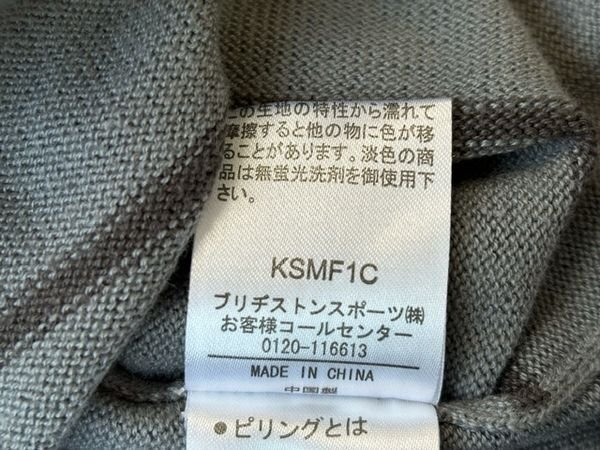 この生地の特性から濡れて
摩擦すると他の物に色が移
ることがあります。淡色の商
品は無蛍光洗剤を御使用下
さい。
KSMF1C
ブリヂストンスポーツ㈱
お客様コールセンター
0120-116613
MADE IN CHINA
中国製
●ピリングとは